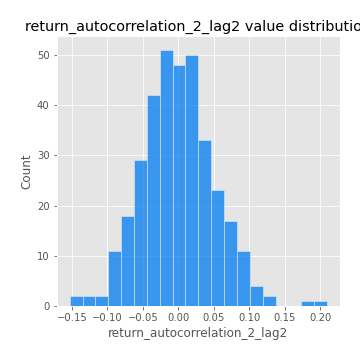 return_autocorrelation_2_lag2 value distributio
50
40
30
20
10
0
Count
−0.15 −0.10 −0.05 0.00 0.05 0.10 0.15 0.20
return_autocorrelation_2_lag2